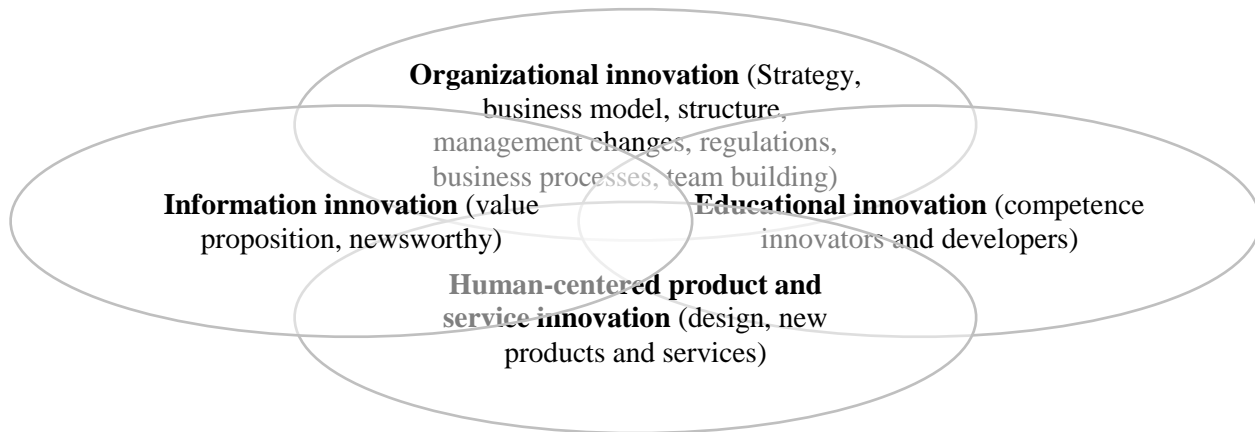 Organizational innovation (Strategy,
business model, structure,
management changes, regulations,
business processes, team building)
Information innovation (value
proposition, newsworthy)
Educational innovation (competence
innovators and developers)
Human-centered product and
service innovation (design, new
products and services)